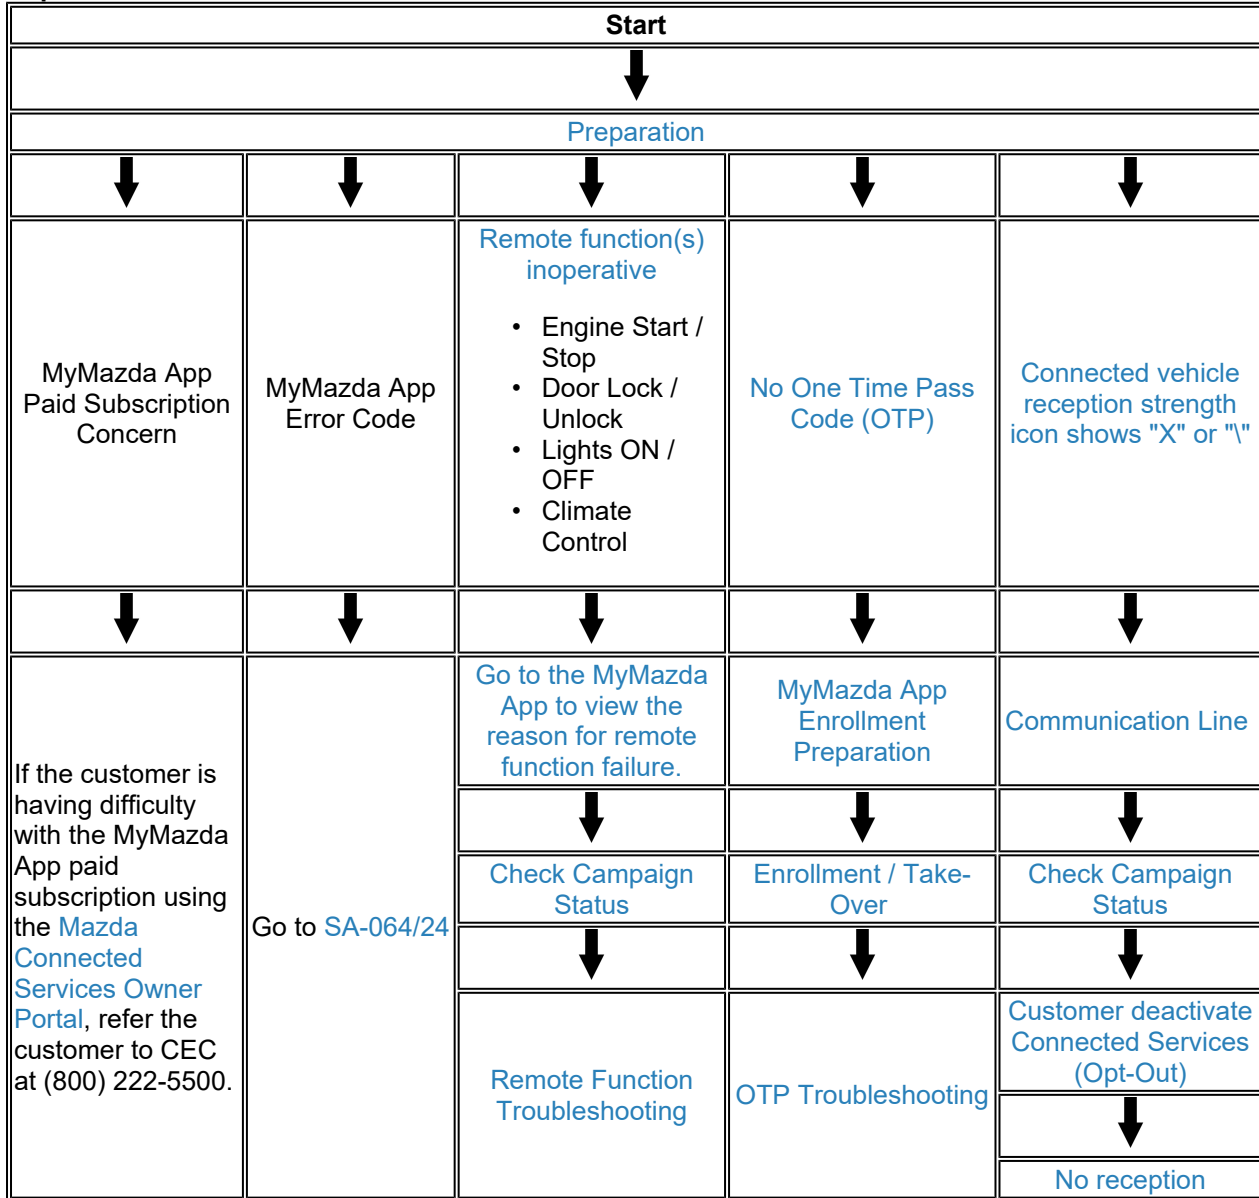 Start
Preparation
MyMazda App
Paid Subscription
Concern
MyMazda App
Error Code
Remote function(s)
inoperative
• Engine Start /
Stop
• Door Lock /
Unlock
• Lights ON /
OFF
• Climate
Control
No One Time Pass
Code (OTP)
Connected vehicle
reception strength
icon shows "X" or "\"
If the customer is
having difficulty
with the MyMazda
App paid
subscription using
the Mazda
Connected
Services Owner
Portal, refer the
customer to CEC
at (800) 222-5500.
Go to SA-064/24
Go to the MyMazda
App to view the
reason for remote
function failure.
Check Campaign
Status
Remote Function
Troubleshooting
MyMazda App
Enrollment
Preparation
Enrollment / Take-
Over
OTP Troubleshooting
Communication Line
Check Campaign
Status
Customer deactivate
Connected Services
(Opt-Out)
No reception